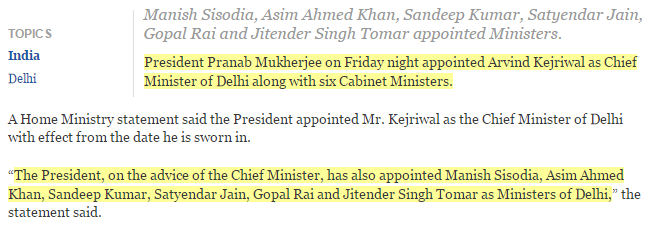 Manish Sisodia, Asim Ahmed Khan, Sandeep Kumar, Satyendar Jain,
Gopal Rai and Jitender Singh Tomar appointed Ministers.
TOPICS
India
Delhi
President Pranab Mukherjee on Friday night appointed Arvind Kejriwal as Chief
Minister of Delhi along with six Cabinet Ministers.
A Home Ministry statement said the President appointed Mr. Kejriwal as the Chief Minister of Delhi
with effect from the date he is sworn in.
“The President, on the advice of the Chief Minister, has also appointed Manish Sisodia, Asim Ahmed
Khan, Sandeep Kumar, Satyendar Jain, Gopal Rai and Jitender Singh Tomar as Ministers of Delhi,” the
statement said.